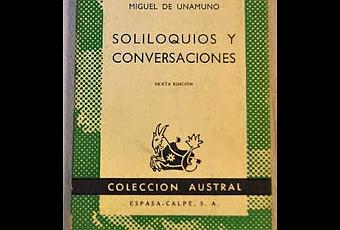 MIGUEL DE UNAMUNO
SOLILOQUIOS Y
CONVERSACIONES
SEXTA EDICIÓN
COLECCION AUSTRAL
ESPASA-CALPE, S. A.